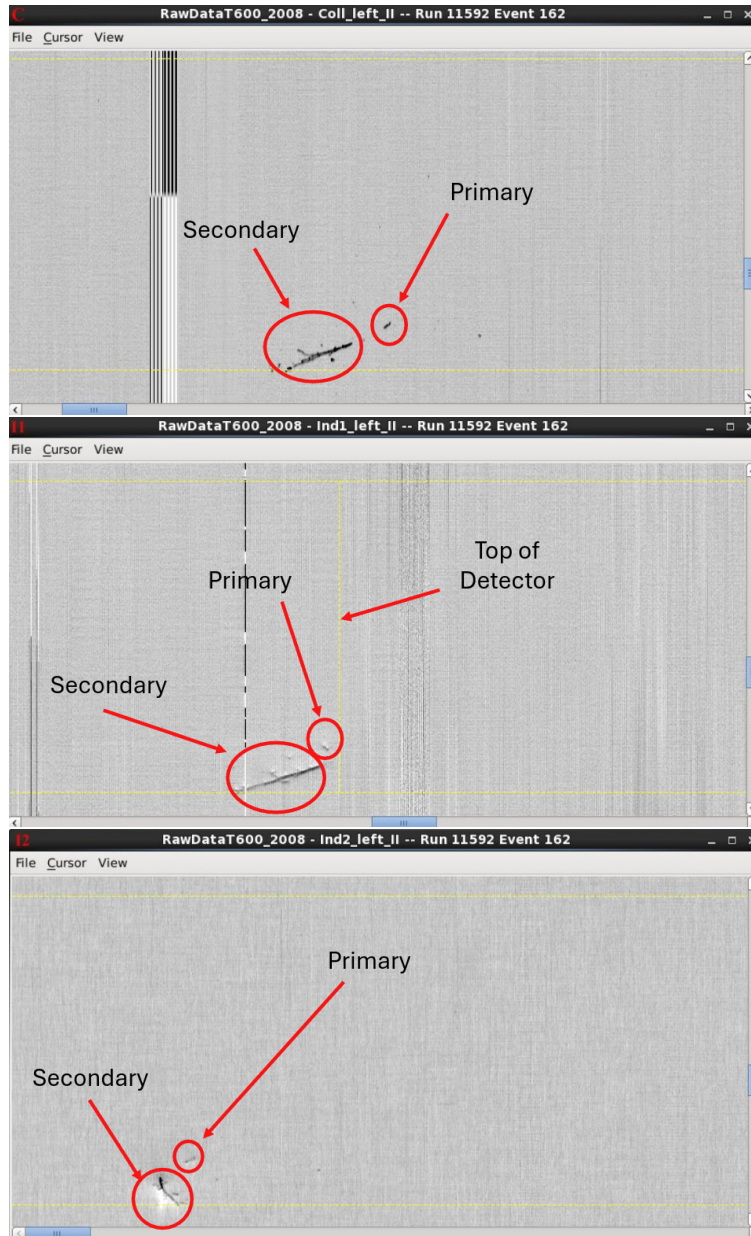 C RawDataT600_2008 - Coll_left_II -- Run 11592 Event 162
File Cursor View
Primary
Secondary
I1 RawDataT600_2008 - Ind1_left_II -- Run 11592 Event 162
File Cursor View
Top of
Detector
Primary
Secondary
I2 RawDataT600_2008 - Ind2_left_II -- Run 11592 Event 162
File Cursor View
Primary
Secondary